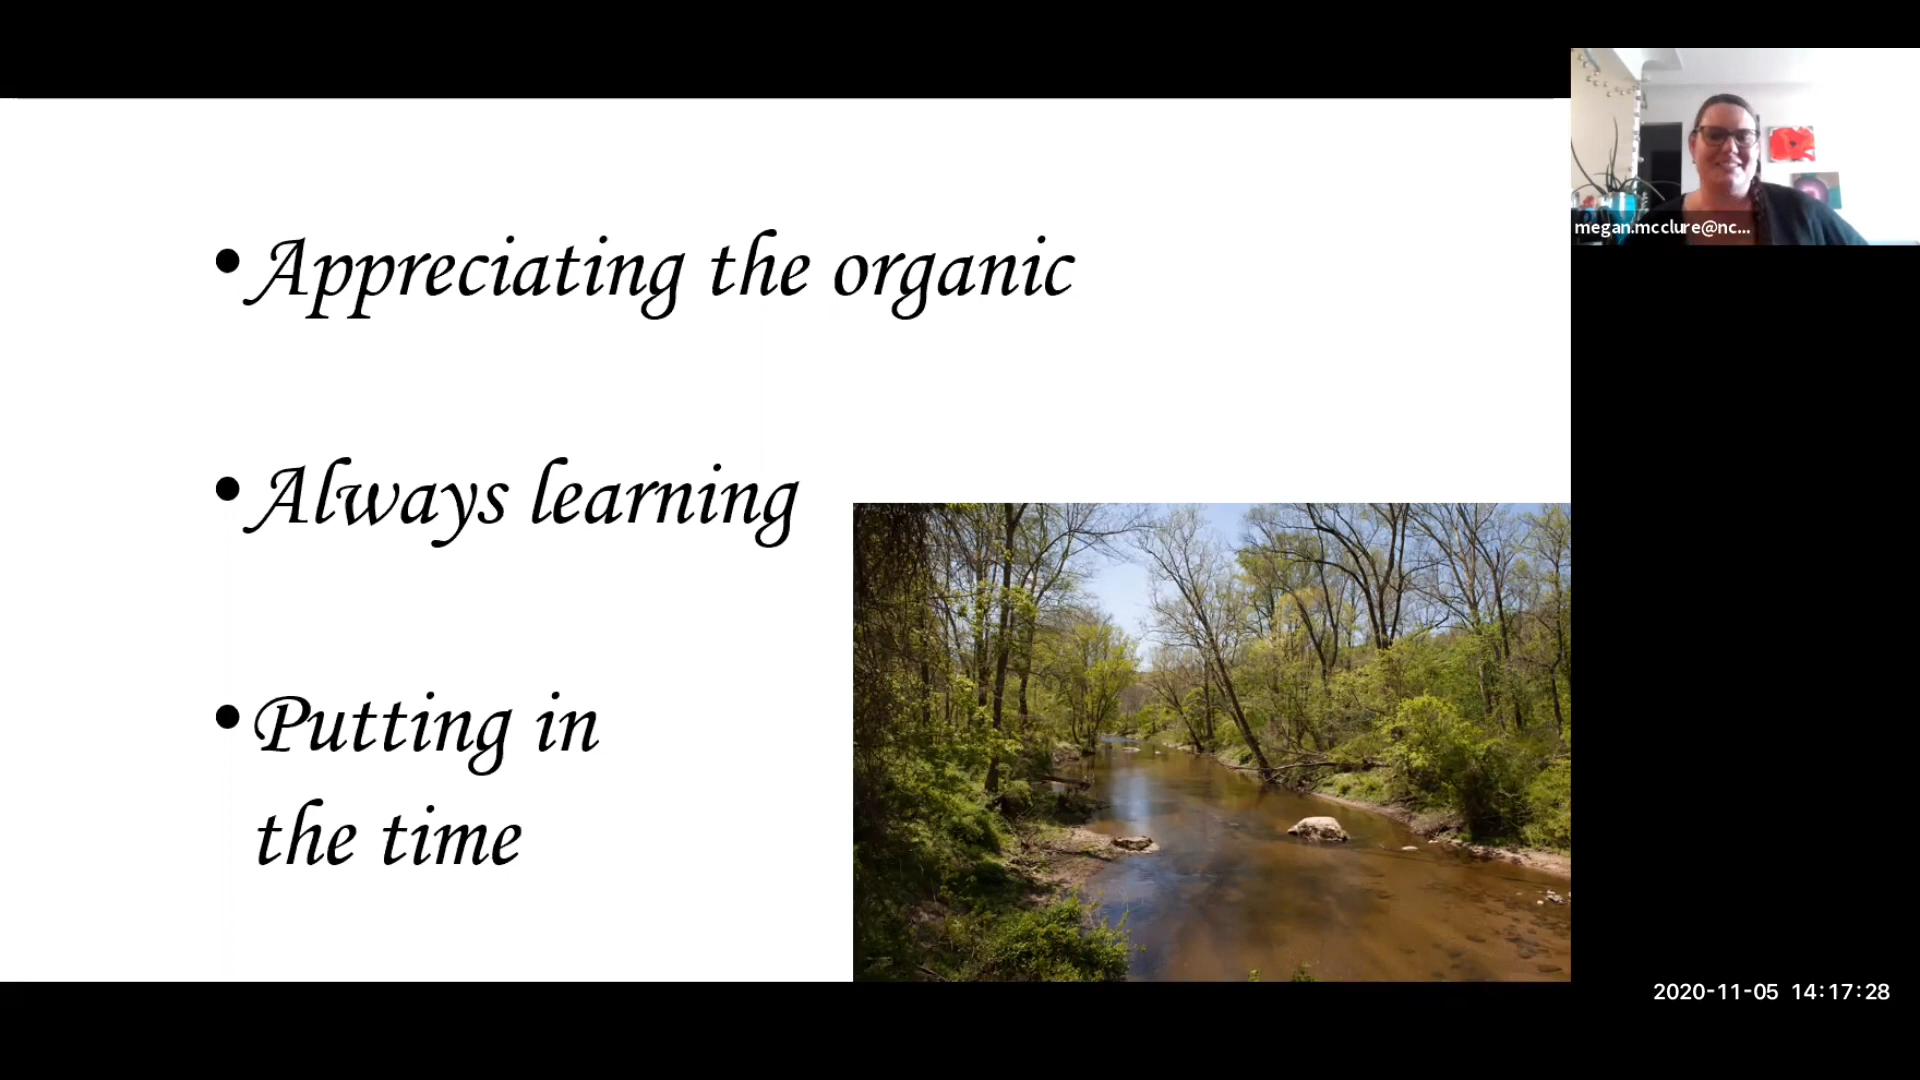 • Appreciating the organic
• Always learning
• Putting in
the time
megan.mcclure@nc...
2020-11-05 14:17:28